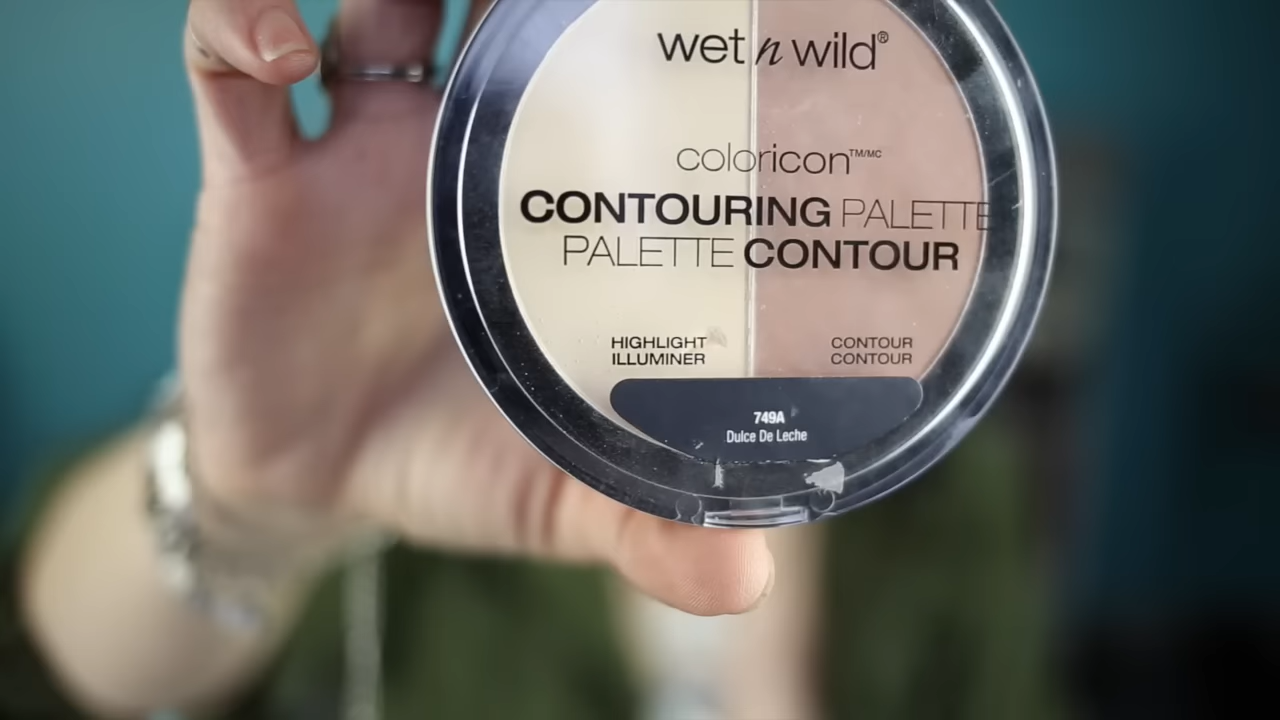 wet n wild®
coloricon™/MC
CONTOURING PALETTE
PALETTE CONTOUR
HIGHLIGHT
ILLUMINER
CONTOUR
CONTOUR
749A
Dulce De Leche